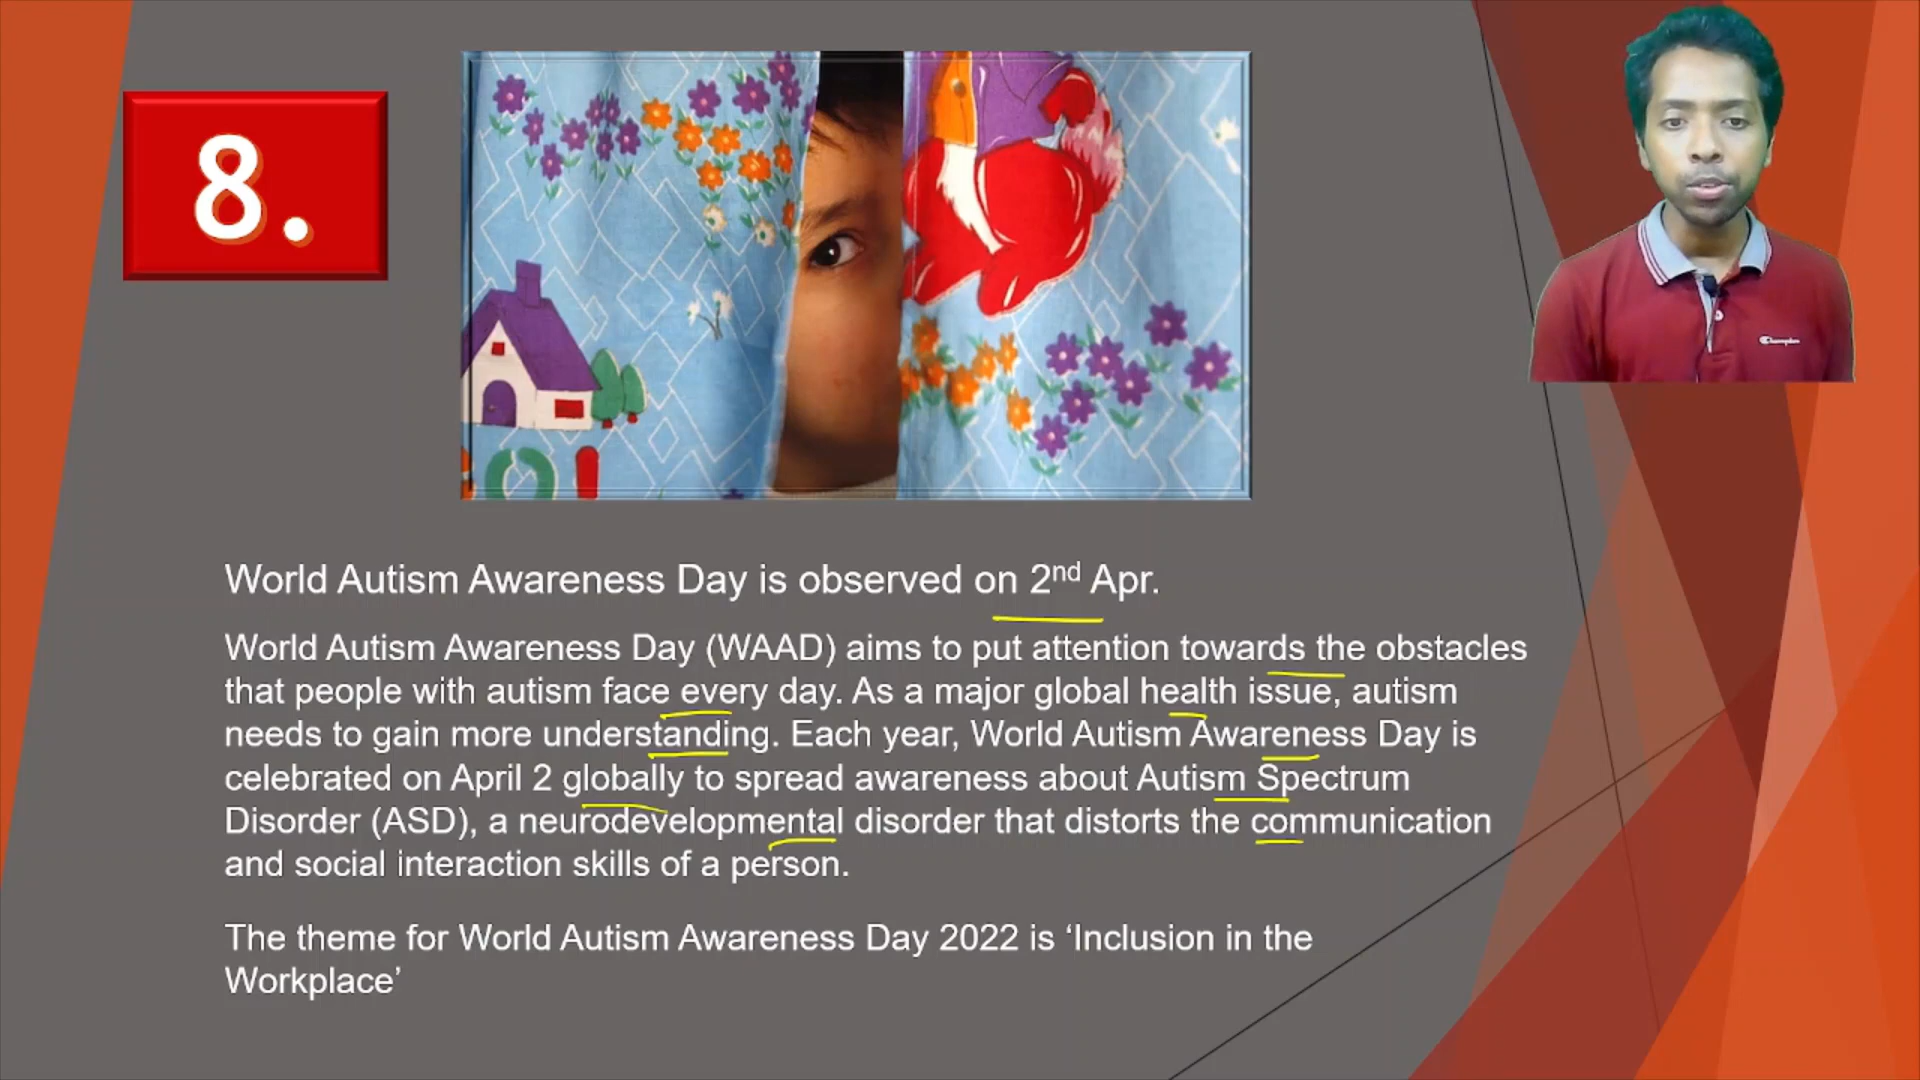 8.
Champion
World Autism Awareness Day is observed on 2nd Apr.
World Autism Awareness Day (WAAD) aims to put attention towards the obstacles
that people with autism face every day. As a major global health issue, autism
needs to gain more understanding. Each year, World Autism Awareness Day is
celebrated on April 2 globally to spread awareness about Autism Spectrum
Disorder (ASD), a neurodevelopmental disorder that distorts the communication
and social interaction skills of a person.
The theme for World Autism Awareness Day 2022 is ‘Inclusion in the
Workplace’